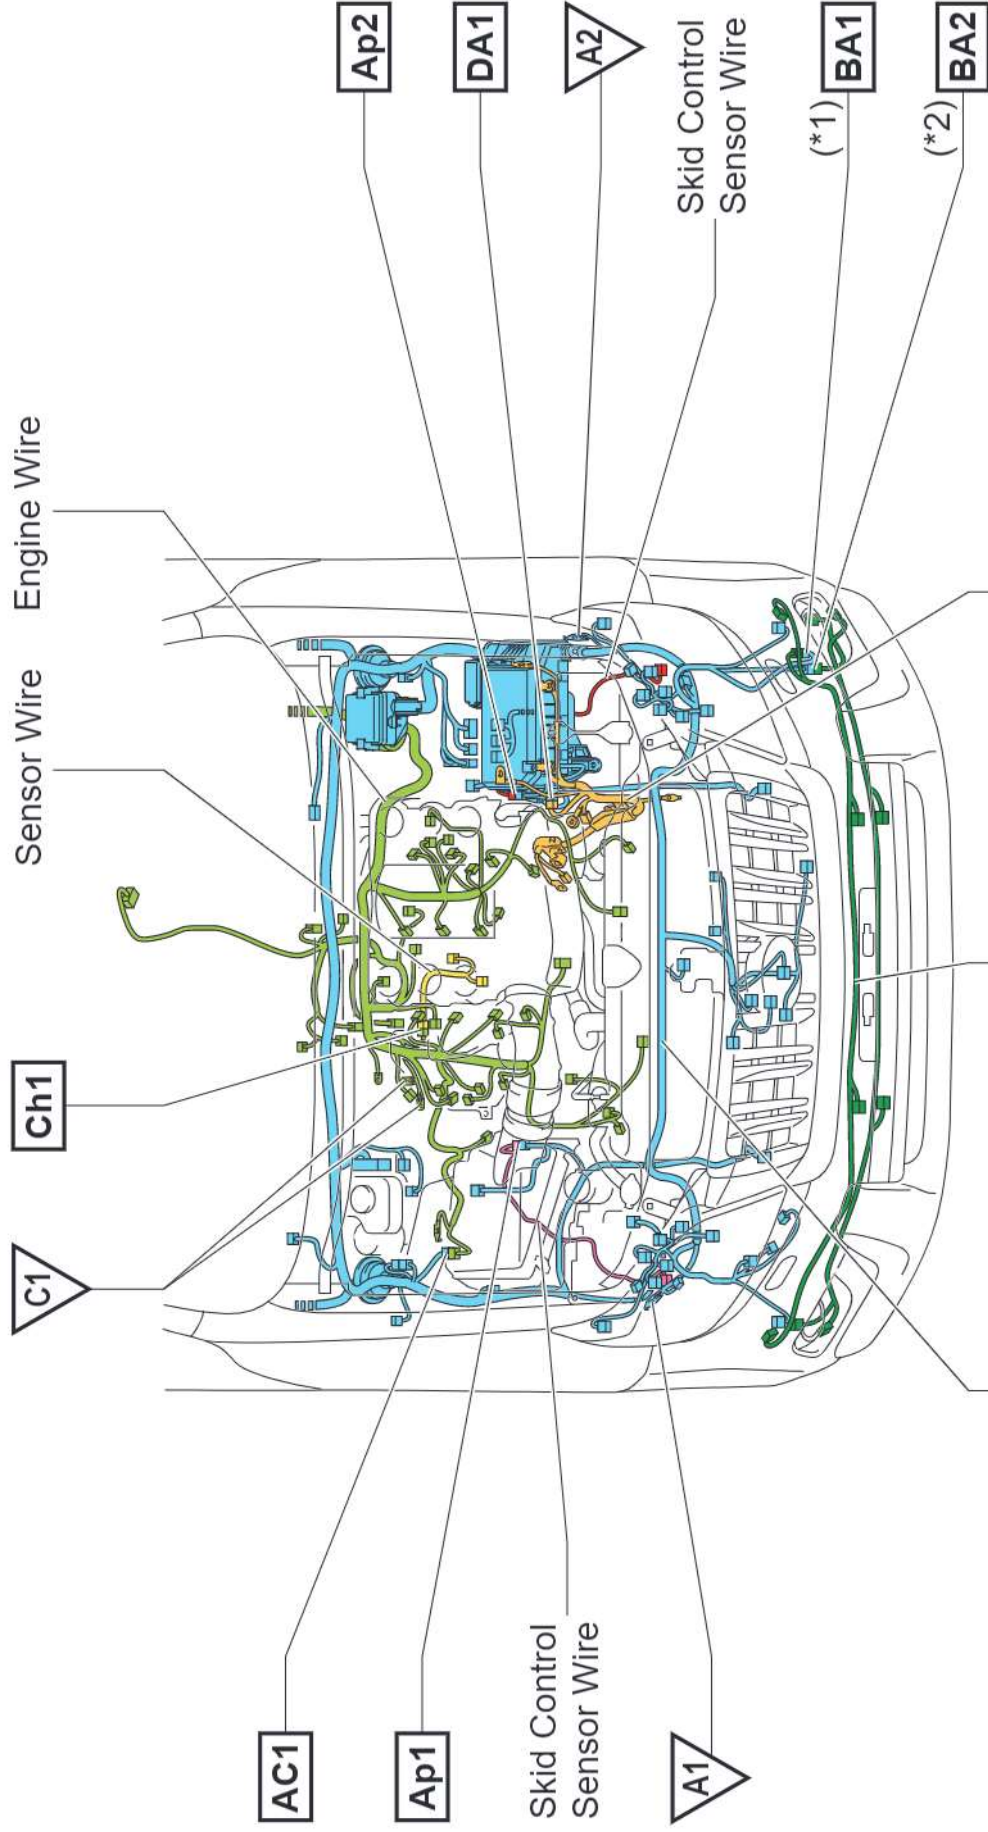 C1
Ch1
Sensor Wire
Engine Wire
AC1
Ap1
Skid Control
Sensor Wire
A1
Ap2
DA1
A2
Skid Control
Sensor Wire
(*1)
BA1
(*2)
BA2